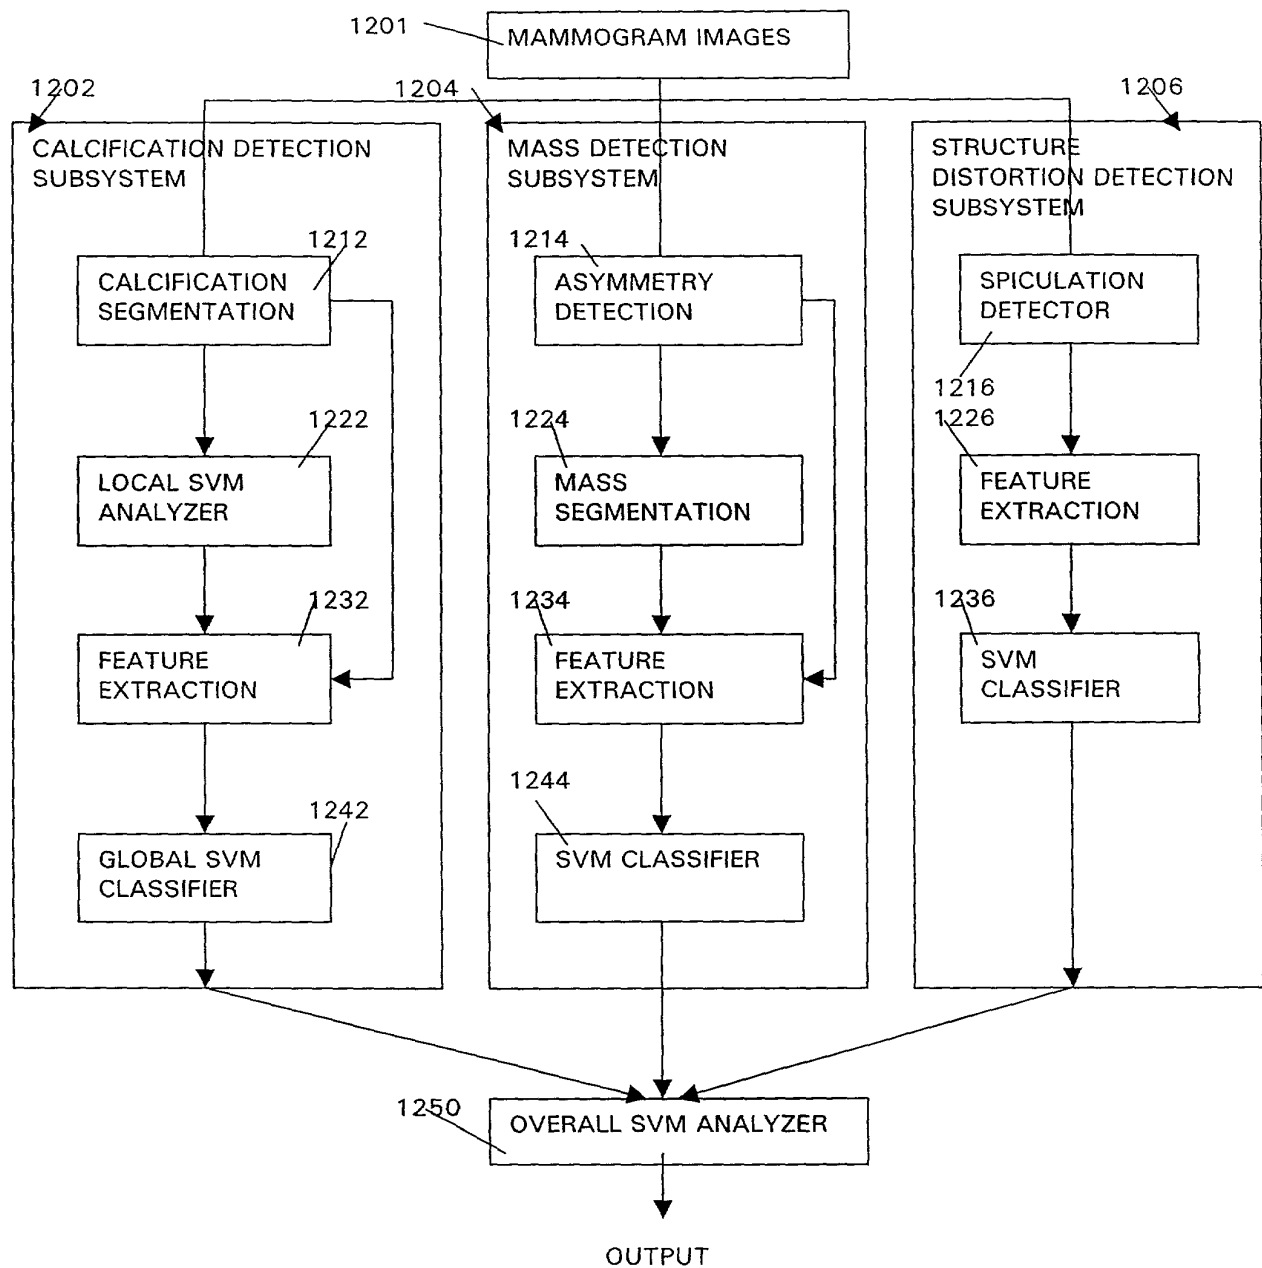 1201
MAMMOGRAM IMAGES
1202
1204
1206
CALCIFICATION DETECTION
SUBSYSTEM
MASS DETECTION
SUBSYSTEM
STRUCTURE
DISTORTION DETECTION
SUBSYSTEM
1212
CALCIFICATION
SEGMENTATION
1214
ASYMMETRY
DETECTION
SPICULATION
DETECTOR
1216
1222
LOCAL SVM
ANALYZER
1224
MASS
SEGMENTATION
1226
FEATURE
EXTRACTION
1232
FEATURE
EXTRACTION
1234
FEATURE
EXTRACTION
1236
SVM
CLASSIFIER
1242
GLOBAL SVM
CLASSIFIER
1244
SVM CLASSIFIER
1250
OVERALL SVM ANALYZER
OUTPUT